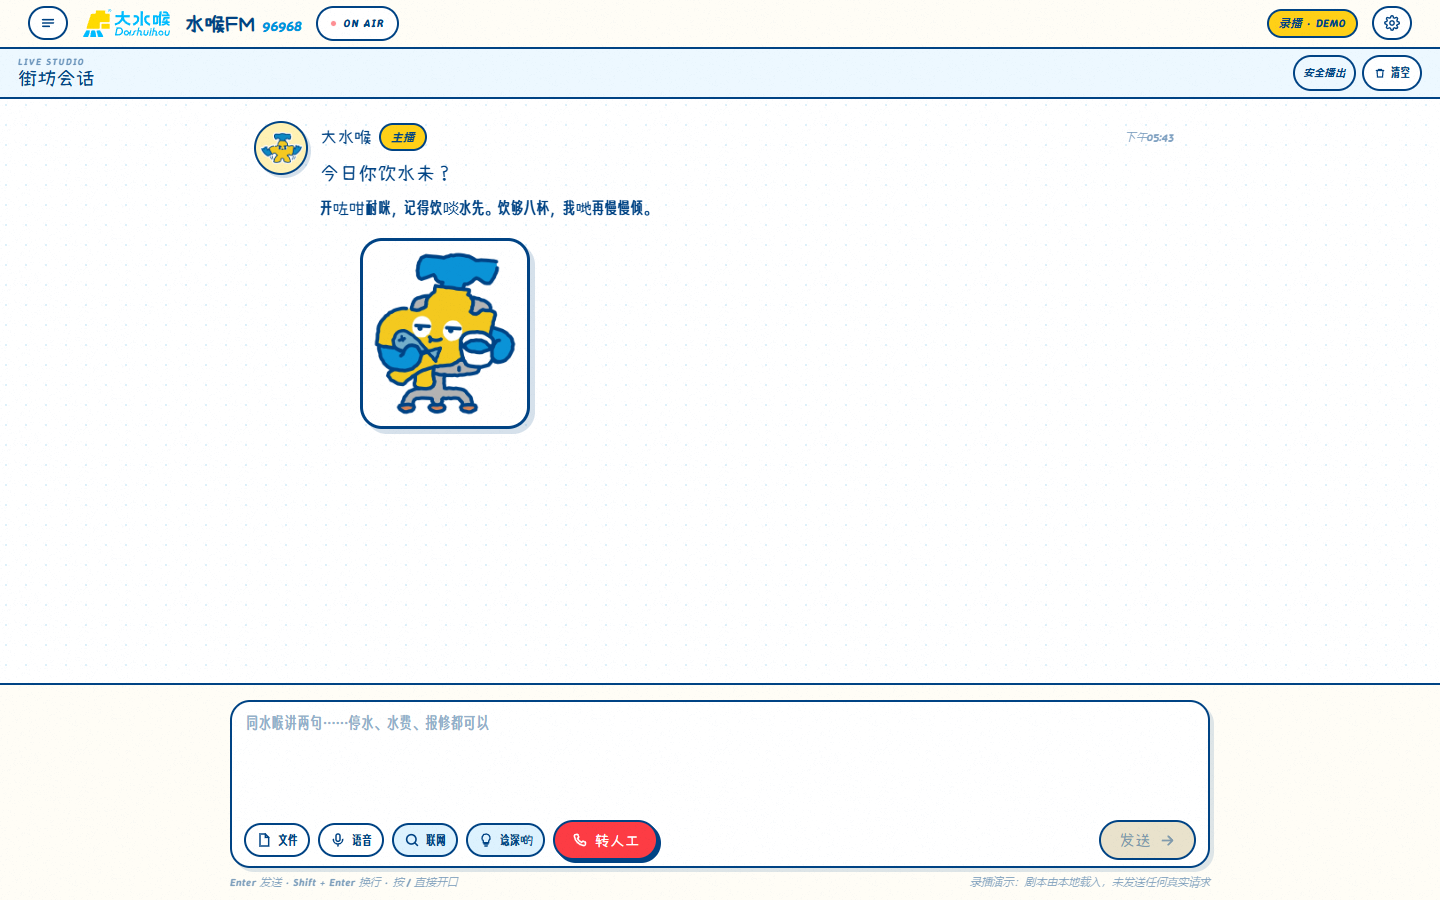 大水喉
Daishuihou
水喉FM 96968
ON AIR
录播 · DEMO
LIVE STUDIO
街坊会话
安全播出
清空
大水喉 主播
下午05:43
今日你饮水未？
开咗咁耐咪，记得饮啖水先。饮够八杯，我哋再慢慢倾。
同水喉讲两句……停水、水费、报修都可以
文件
语音
联网
谂深啲
转人工
发送
Enter 发送 · Shift + Enter 换行 · 按 / 直接开口
录播演示：剧本由本地载入，未发送任何真实请求